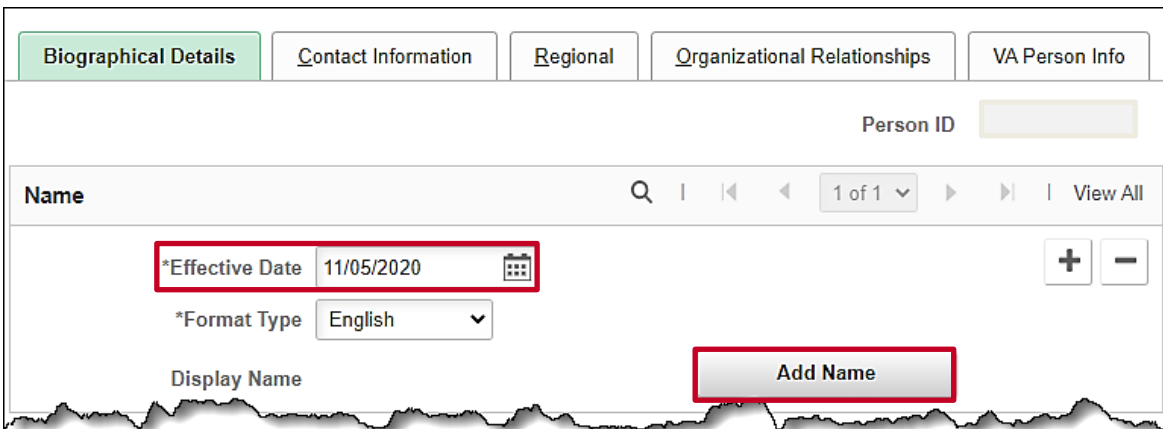 Biographical Details Contact Information Regional Organizational Relationships VA Person Info
Person ID
Name | 1 of 1 | View All
*Effective Date 11/05/2020
*Format Type English
Display Name Add Name